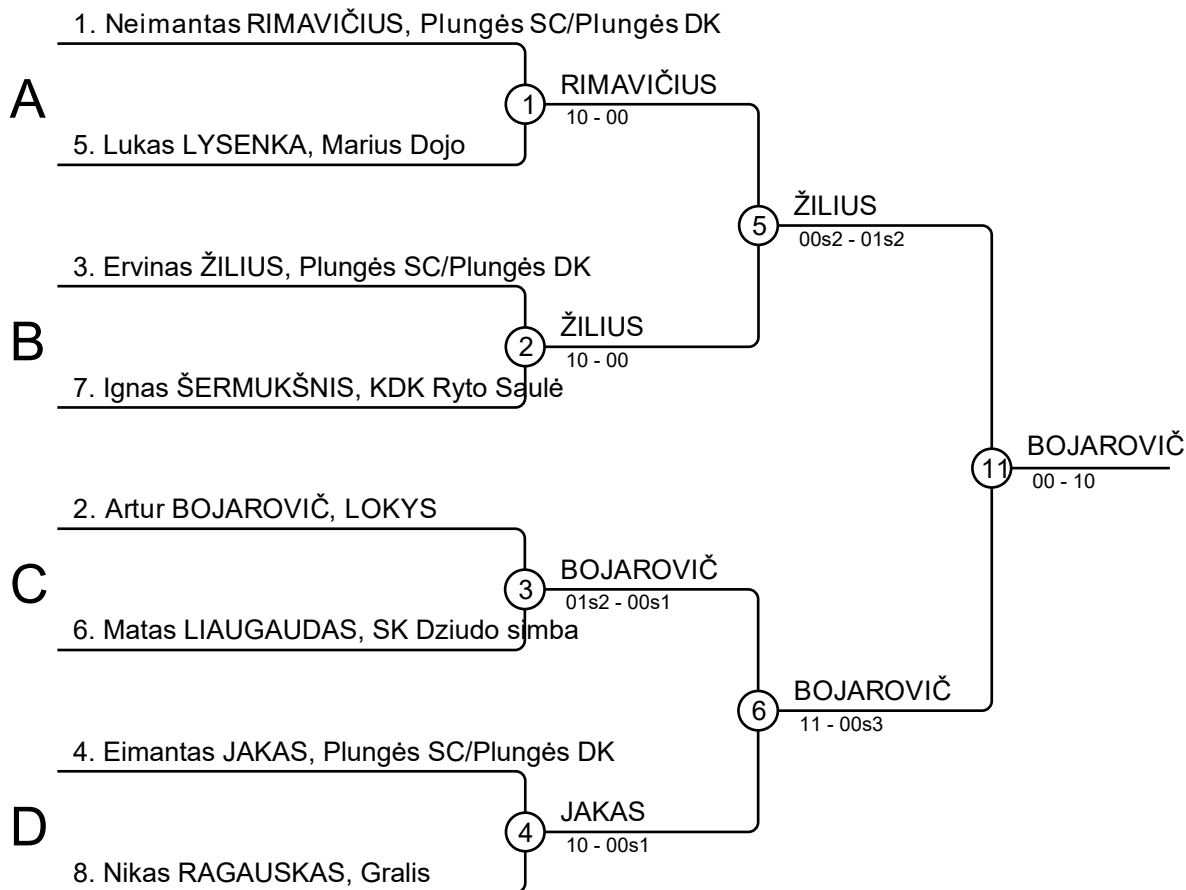 1. Neimantas RIMAVIČIUS, Plungės SC/Plungės DK
A
1
RIMAVIČIUS
10 - 00
5. Lukas LYSENKA, Marius Dojo
5
ŽILIUS
00s2 - 01s2
3. Ervinas ŽILIUS, Plungės SC/Plungės DK
B
2
ŽILIUS
10 - 00
7. Ignas ŠERMUKŠNIS, KDK Ryto Saulė
11
BOJAROVIČ
00 - 10
2. Artur BOJAROVIČ, LOKYS
C
3
BOJAROVIČ
01s2 - 00s1
6. Matas LIAUGAUDAS, SK Dziudo simba
6
BOJAROVIČ
11 - 00s3
4. Eimantas JAKAS, Plungės SC/Plungės DK
D
4
JAKAS
10 - 00s1
8. Nikas RAGAUSKAS, Gralis